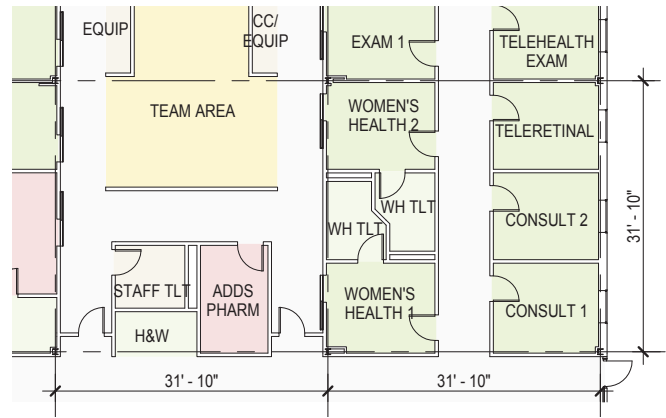 EQUIP
CC/
EQUIP
EXAM 1
TELEHEALTH
EXAM
TEAM AREA
WOMEN'S
HEALTH 2
TELERETINAL
WH TLT
WH TLT
CONSULT 2
31' - 10"
STAFF TLT
ADDS
PHARM
WOMEN'S
HEALTH 1
CONSULT 1
H&W
31' - 10"
31' - 10"